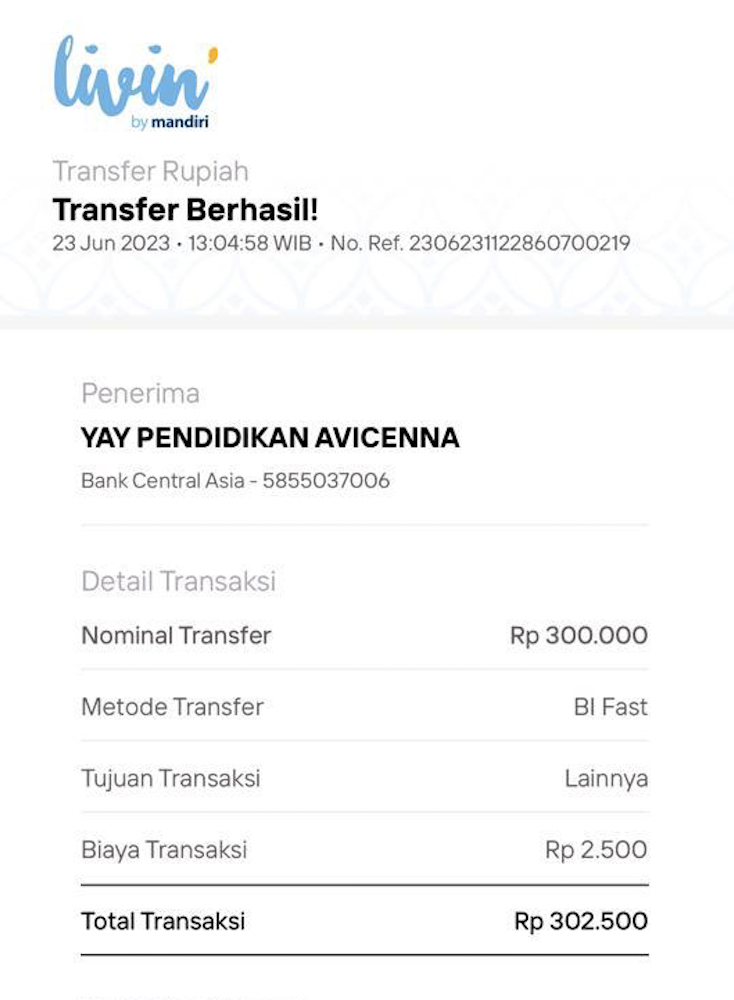 livin'
by mandiri
Transfer Rupiah
Transfer Berhasil!
23 Jun 2023 • 13:04:58 WIB • No. Ref. 2306231122860700219
Penerima
YAY PENDIDIKAN AVICENNA
Bank Central Asia - 5855037006
Detail Transaksi
Nominal Transfer Rp 300.000
Metode Transfer BI Fast
Tujuan Transaksi Lainnya
Biaya Transaksi Rp 2.500
Total Transaksi Rp 302.500